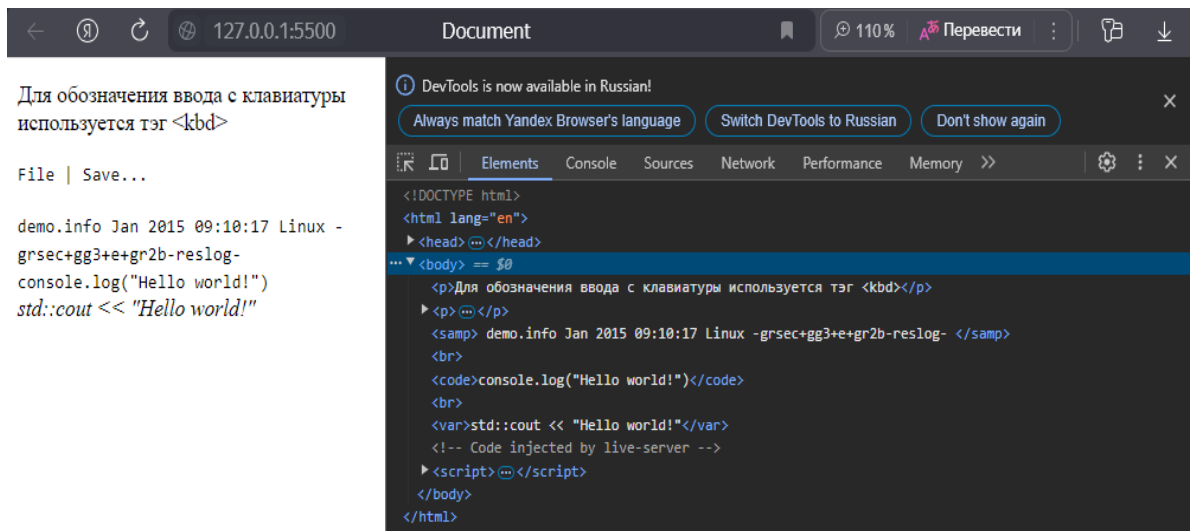 127.0.0.1:5500 Document 110% Перевести
Для обозначения ввода с клавиатуры
используется тэг <kbd>
File | Save...
demo.info Jan 2015 09:10:17 Linux -
grsec+gg3+e+gr2b-reslog-
console.log("Hello world!")
std::cout << "Hello world!"
DevTools is now available in Russian!
Always match Yandex Browser's language Switch DevTools to Russian Don't show again
Elements Console Sources Network Performance Memory >>
<!DOCTYPE html>
<html lang="en">
<head>…</head>
<body> == $0
<p>Для обозначения ввода с клавиатуры используется тэг <kbd></p>
<p>…</p>
<samp> demo.info Jan 2015 09:10:17 Linux -grsec+gg3+e+gr2b-reslog- </samp>
<br>
<code>console.log("Hello world!")</code>
<br>
<var>std::cout << "Hello world!"</var>
<!-- Code injected by live-server -->
<script>…</script>
</body>
</html>